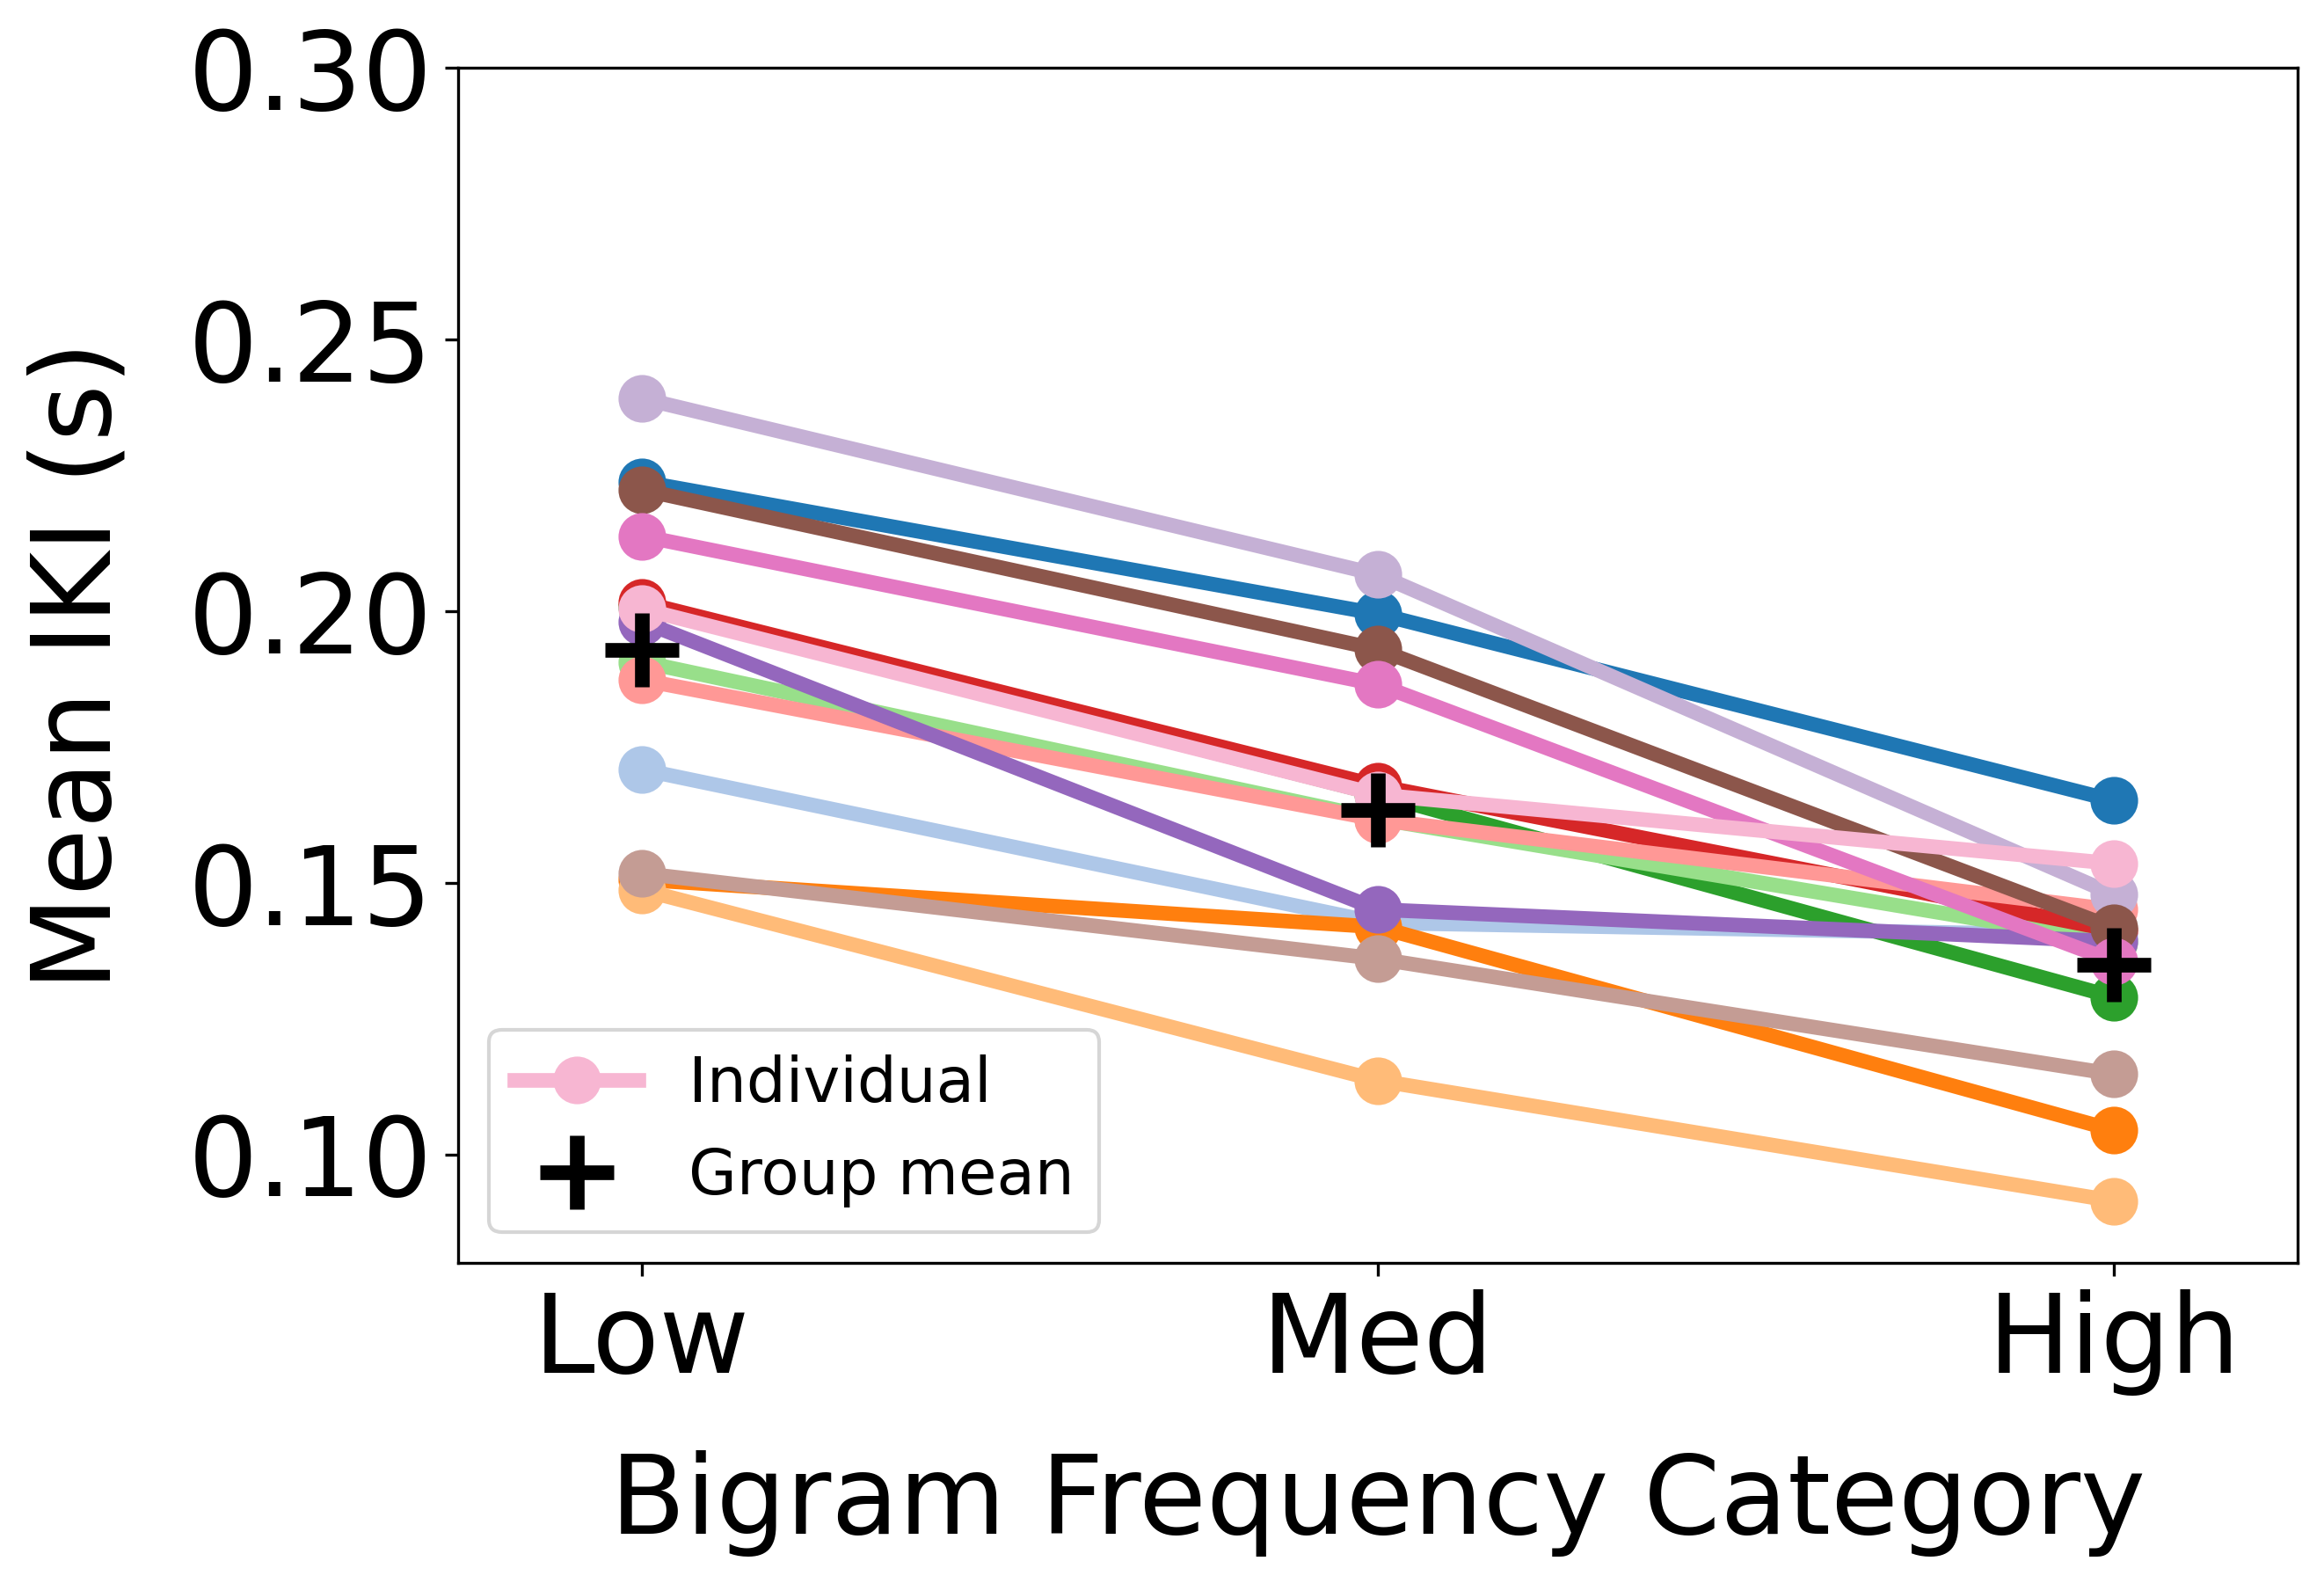 Mean IKI (s)
0.30
0.25
0.20
0.15
0.10
Individual
Group mean
Low Med High
Bigram Frequency Category